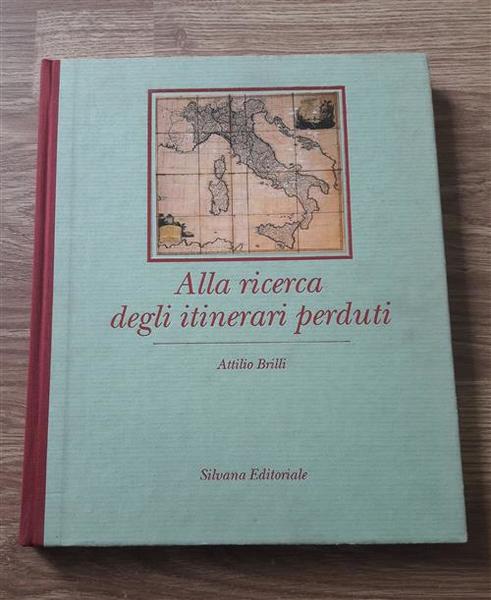 Alla ricerca
degli itinerari perduti
Attilio Brilli
Silvana Editoriale